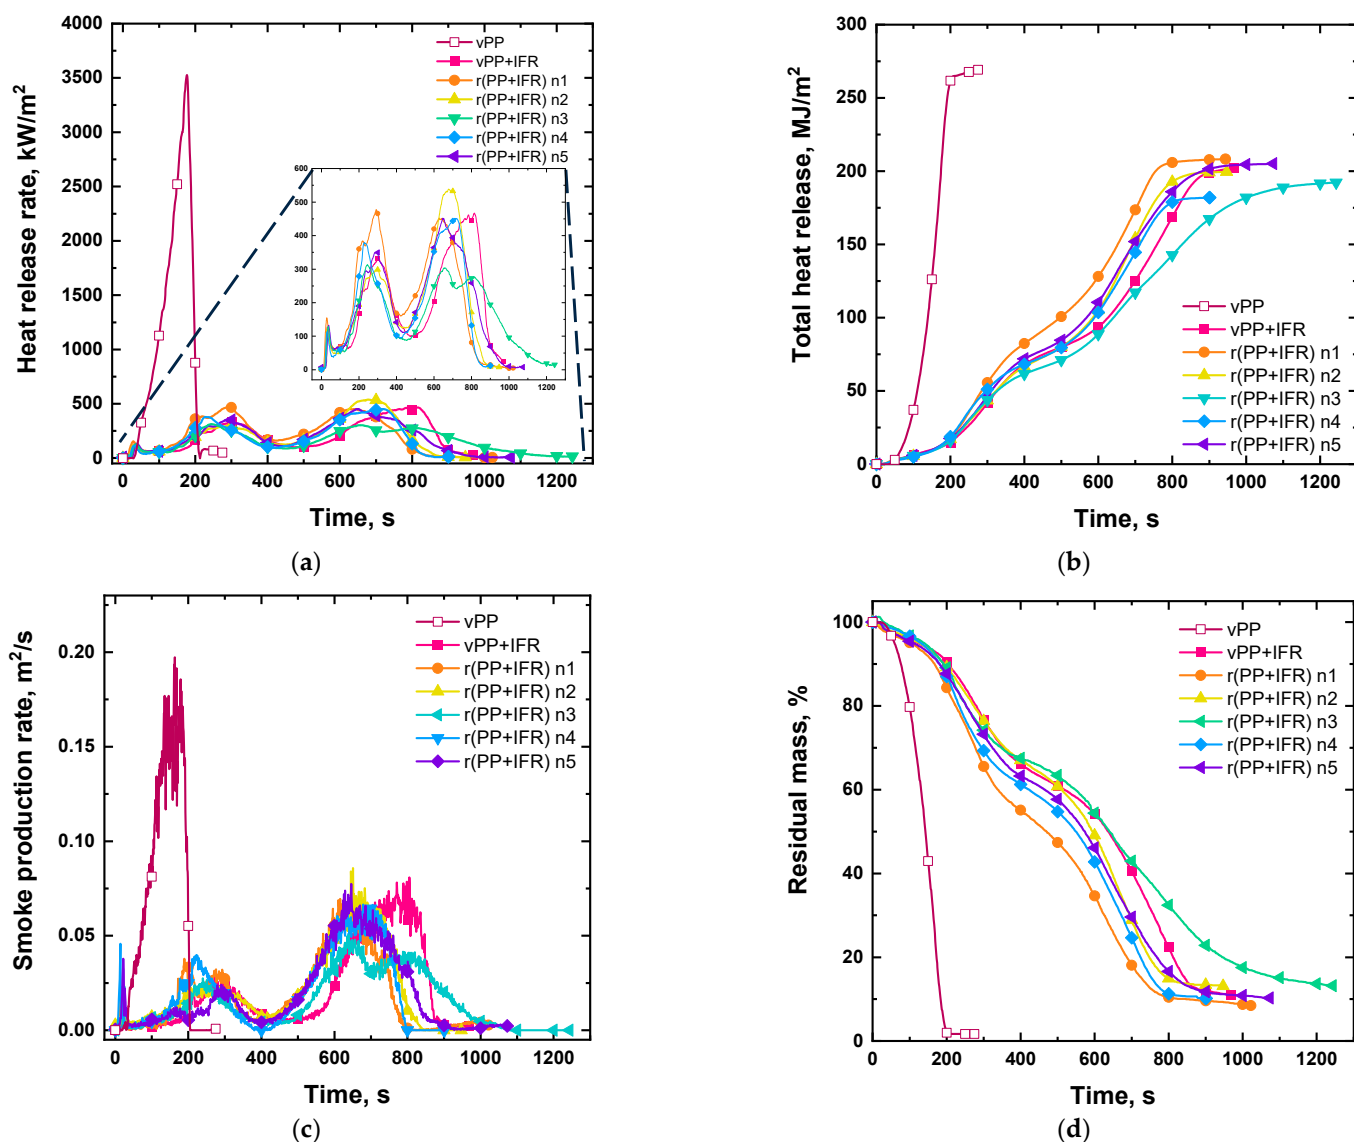 4000
3500
3000
2500
2000
1500
1000
500
0
Heat release rate, kW/m²
vPP
vPP+IFR
r(PP+IFR) n1
r(PP+IFR) n2
r(PP+IFR) n3
r(PP+IFR) n4
r(PP+IFR) n5
600
500
400
300
200
100
0
0 200 400 600 800 1000 1200
0 200 400 600 800 1000 1200
Time, s
(a)
300
275
250
225
200
175
150
125
100
75
50
25
0
Total heat release, MJ/m²
vPP
vPP+IFR
r(PP+IFR) n1
r(PP+IFR) n2
r(PP+IFR) n3
r(PP+IFR) n4
r(PP+IFR) n5
0 200 400 600 800 1000 1200
Time, s
(b)
0.20
0.15
0.10
0.05
0.00
Smoke production rate, m²/s
vPP
vPP+IFR
r(PP+IFR) n1
r(PP+IFR) n2
r(PP+IFR) n3
r(PP+IFR) n4
r(PP+IFR) n5
0 200 400 600 800 1000 1200
Time, s
(c)
100
80
60
40
20
0
Residual mass, %
vPP
vPP+IFR
r(PP+IFR) n1
r(PP+IFR) n2
r(PP+IFR) n3
r(PP+IFR) n4
r(PP+IFR) n5
0 200 400 600 800 1000 1200
Time, s
(d)